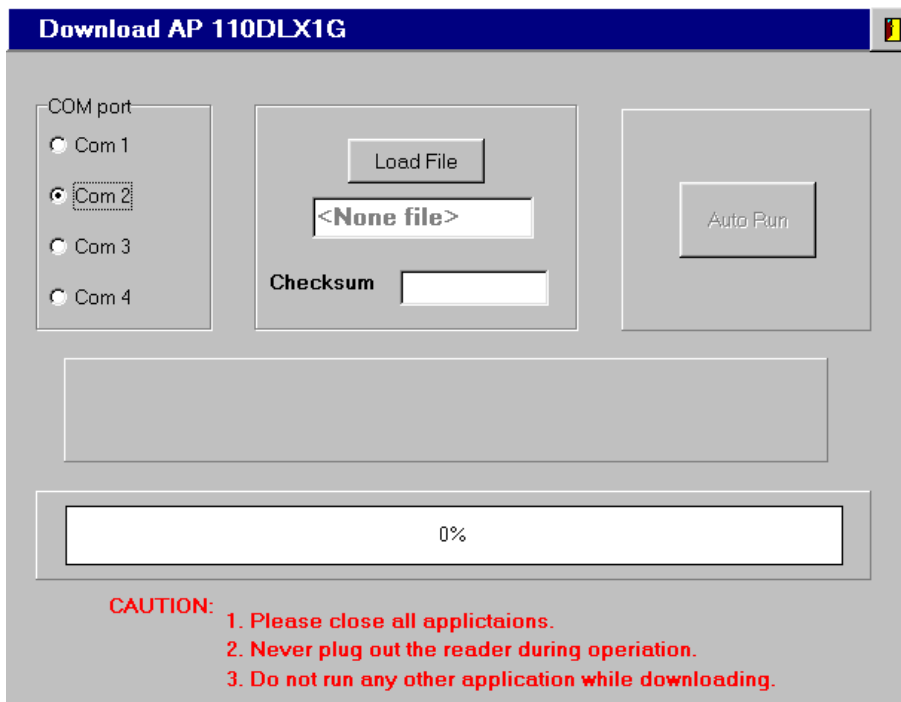 Download AP 110DLX1G
COM port
Com 1
Com 2
Com 3
Com 4
Load File
<None file>
Checksum
Auto Run
0%
CAUTION:
1. Please close all applictaions.
2. Never plug out the reader during operiation.
3. Do not run any other application while downloading.